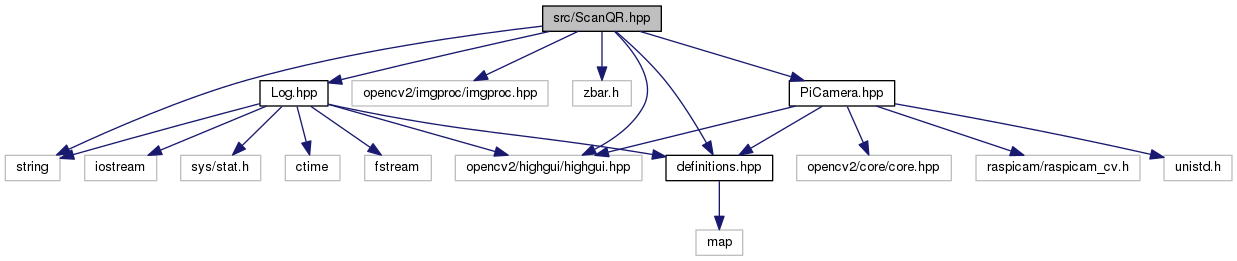 src/ScanQR.hpp
Log.hpp
opencv2/imgproc/imgproc.hpp
zbar.h
PiCamera.hpp
string
iostream
sys/stat.h
ctime
fstream
opencv2/highgui/highgui.hpp
definitions.hpp
opencv2/core/core.hpp
raspicam/raspicam_cv.h
unistd.h
map